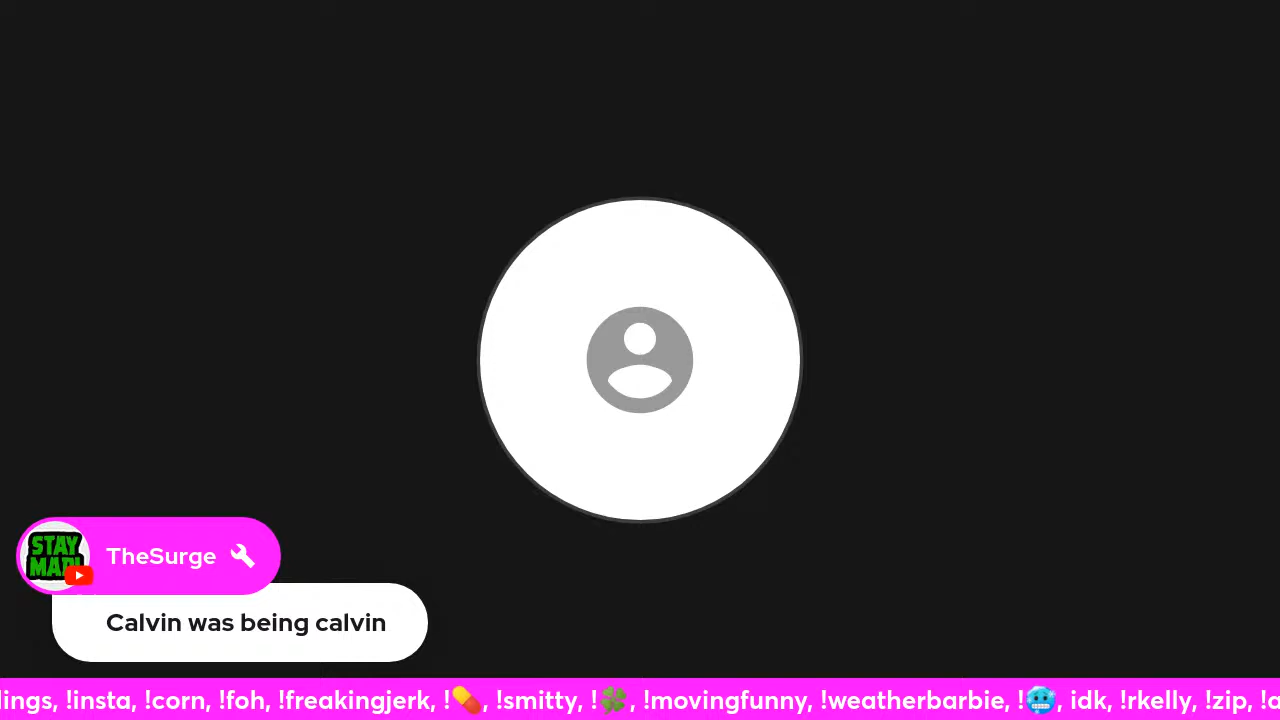 STAY
MAD!
TheSurge
Calvin was being calvin
lings, !insta, !corn, !foh, !freakingjerk, !💊, !smitty, !🍀, !movingfunny, !weatherbarbie, !🥶, idk, !rkelly, !zip,